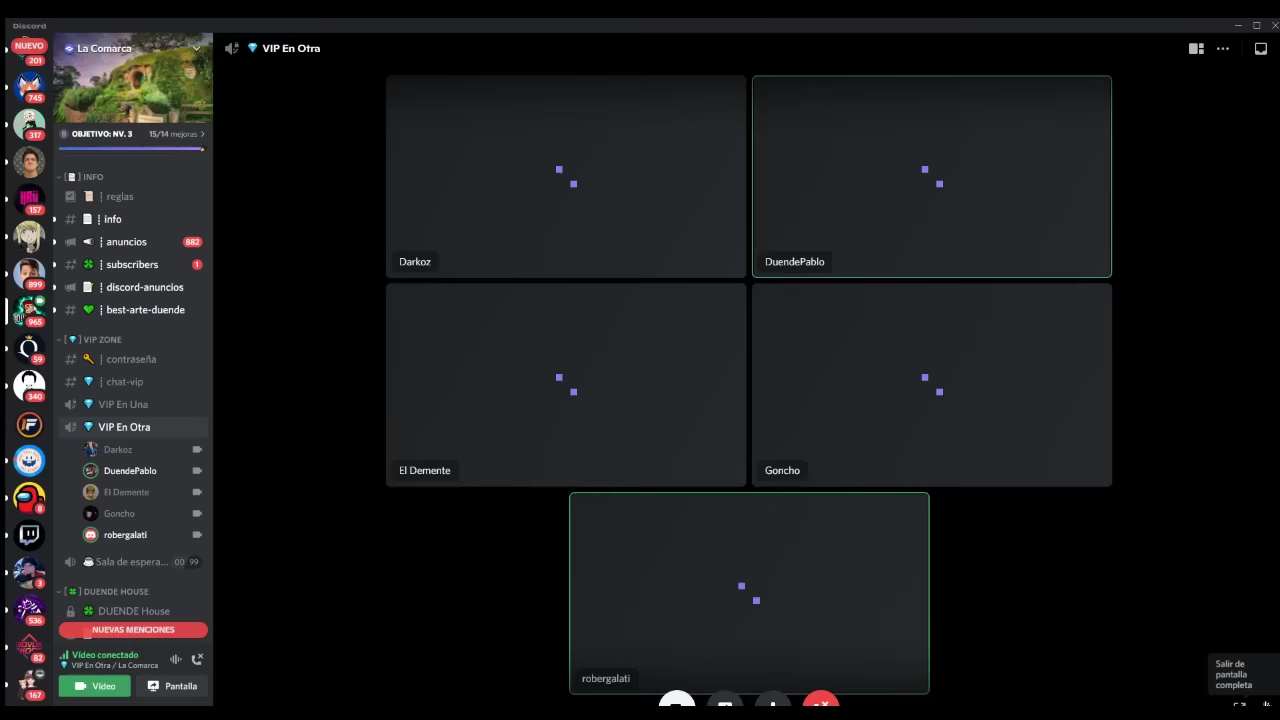 Discord
NUEVO
201
745
317
157
899
965
59
340
8
3
536
82
167
La Comarca
OBJETIVO: NV. 3 15/14 mejoras
[ ] INFO
reglas
info
anuncios 882
subscribers 1
discord-anuncios
best-arte-duende
[ ] VIP ZONE
contraseña
chat-vip
VIP En Una
VIP En Otra
Darkoz
DuendePablo
El Demente
Goncho
robergalati
Sala de espera... 00 99
[ ] DUENDE HOUSE
DUENDE House
NUEVAS MENCIONES
Vídeo conectado
VIP En Otra / La Comarca
Vídeo Pantalla
VIP En Otra
Darkoz
DuendePablo
El Demente
Goncho
robergalati
Salir de
pantalla
completa